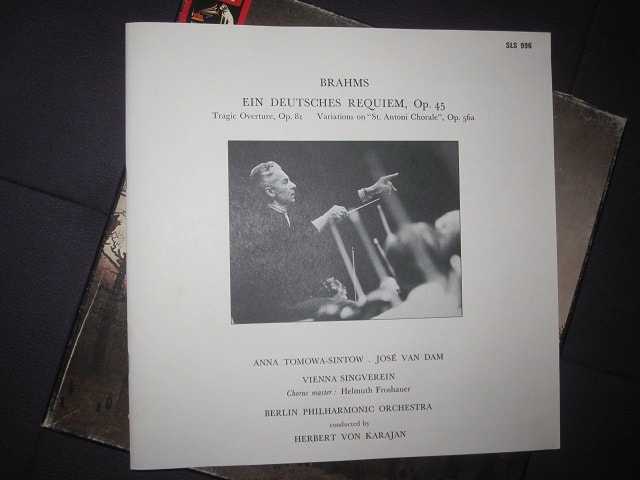 SLS 996
BRAHMS
EIN DEUTSCHES REQUIEM, Op. 45
Tragic Overture, Op. 81 Variations on "St. Antoni Chorale", Op. 56a
ANNA TOMOWA-SINTOW . JOSÉ VAN DAM
VIENNA SINGVEREIN
Chorus master : Helmuth Froshauer
BERLIN PHILHARMONIC ORCHESTRA
conducted by
HERBERT VON KARAJAN